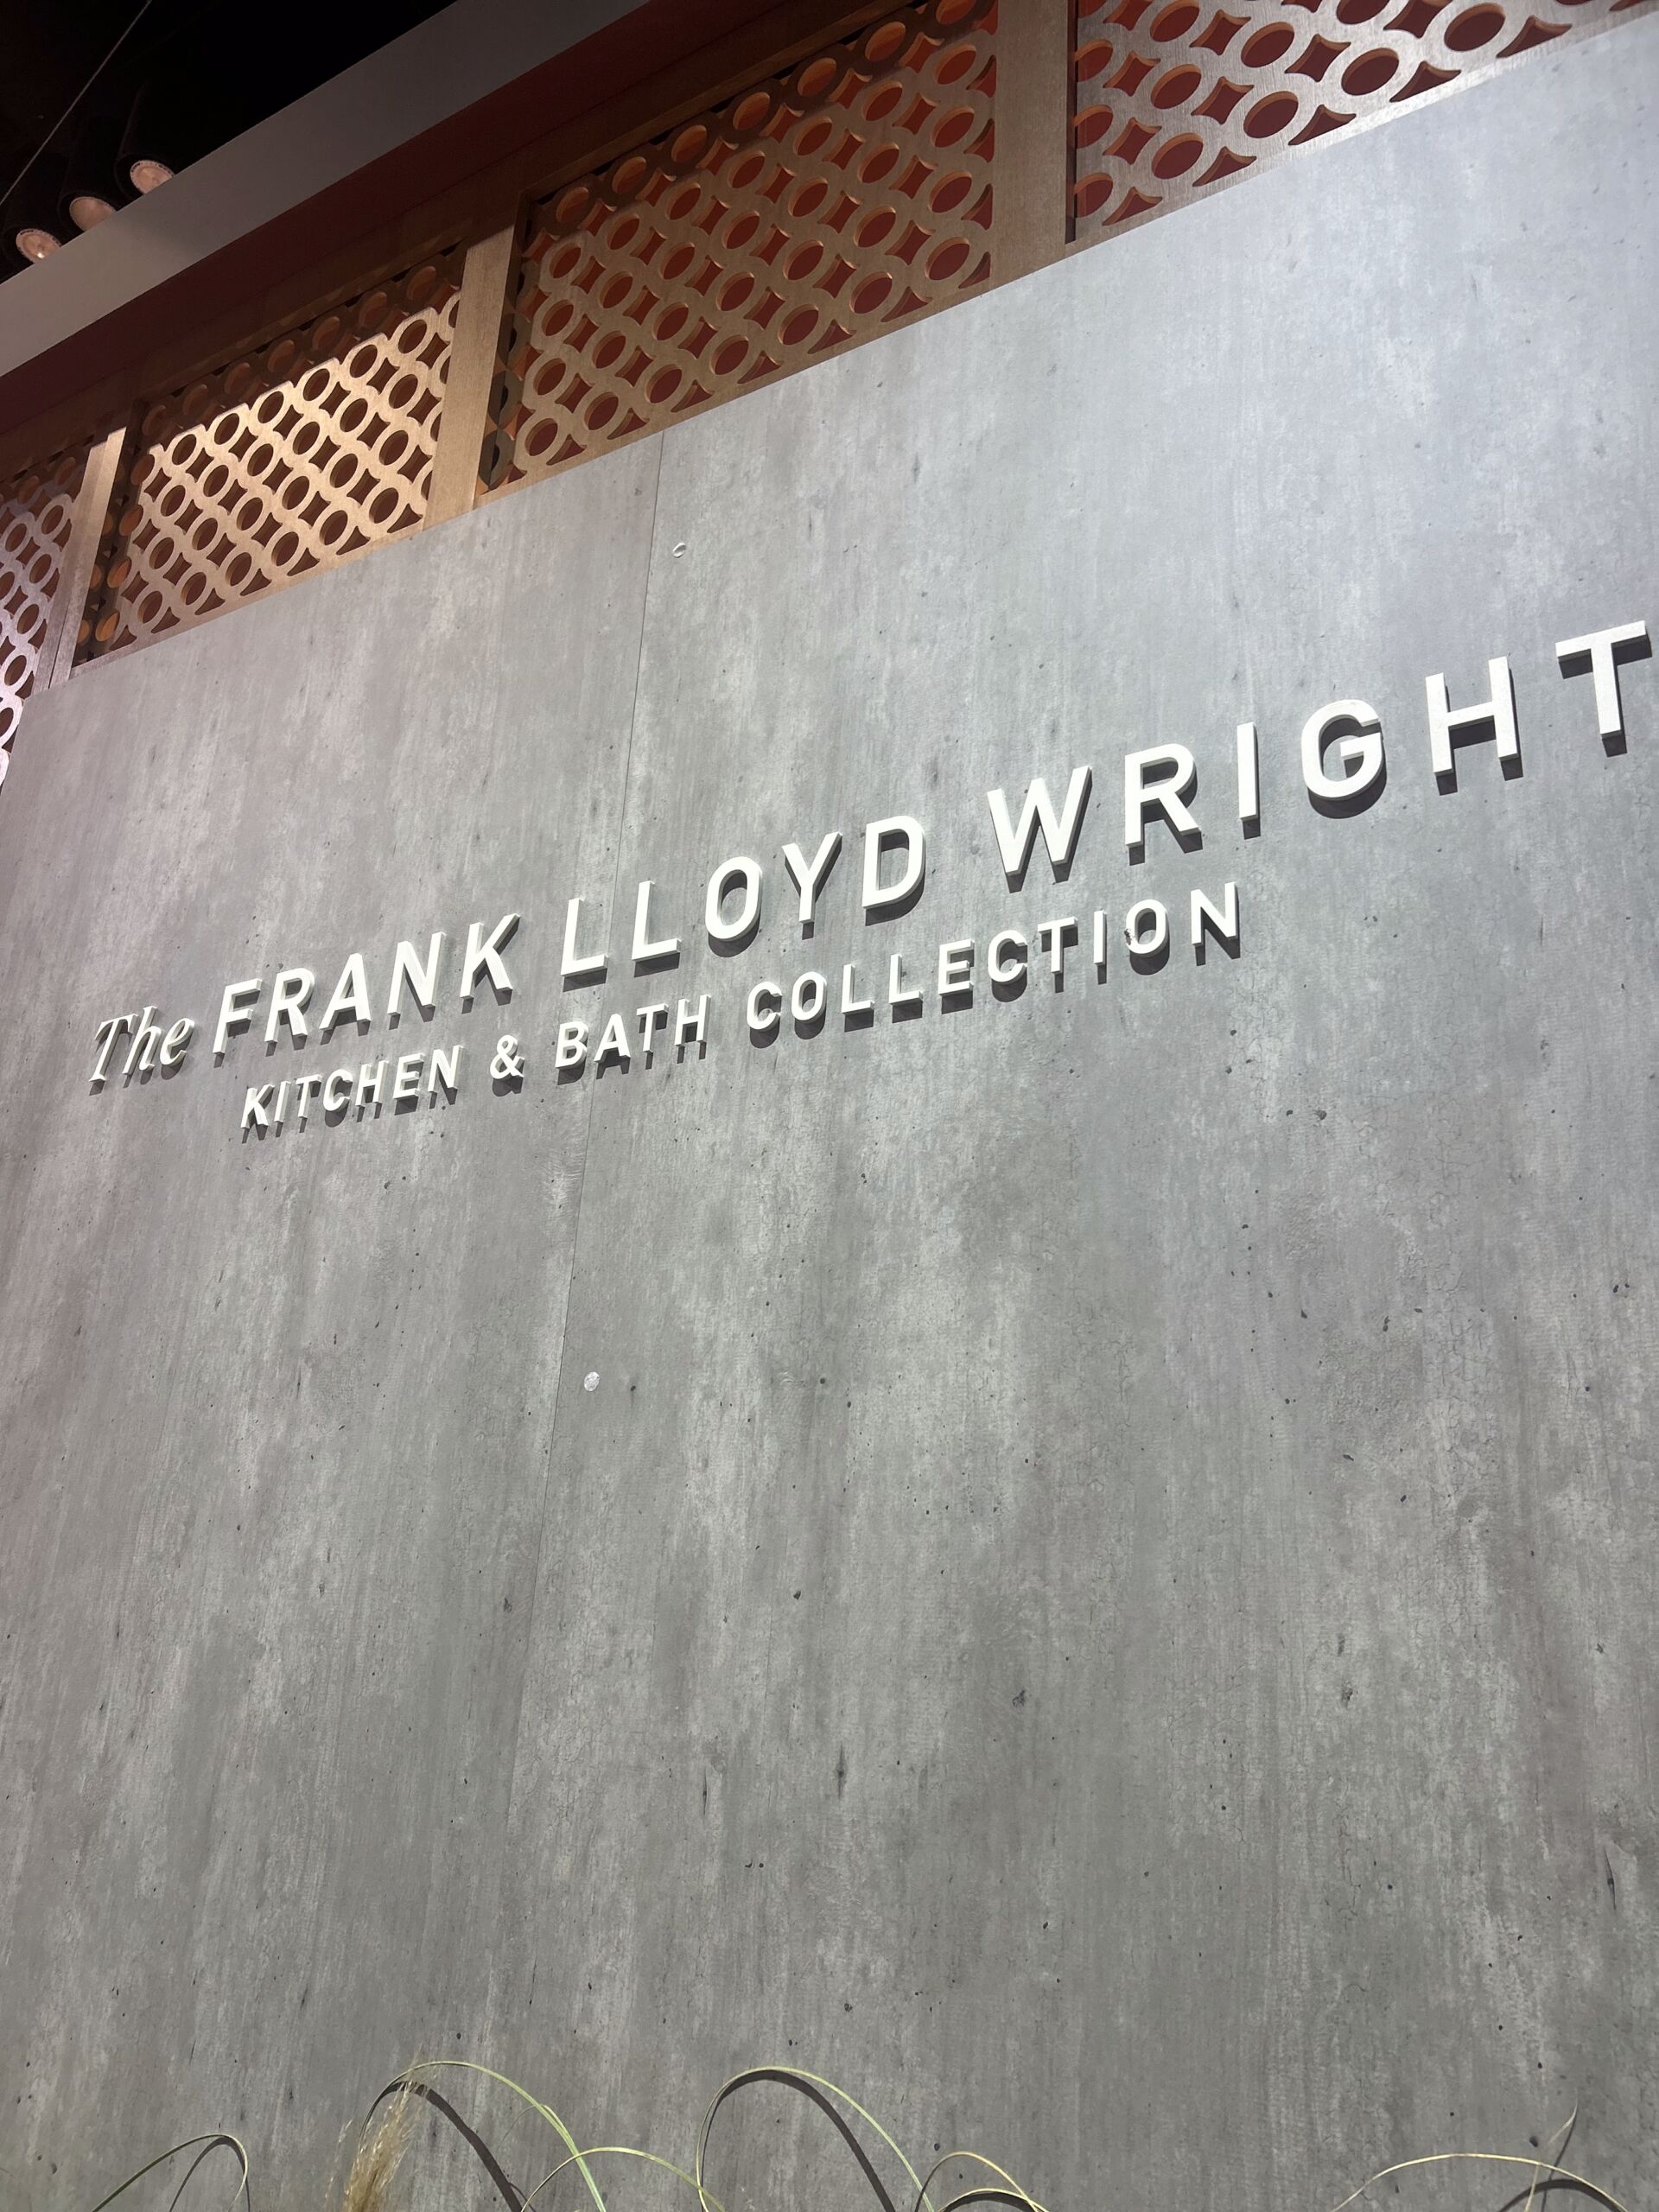 The FRANK LLOYD WRIGHT
KITCHEN & BATH COLLECTION